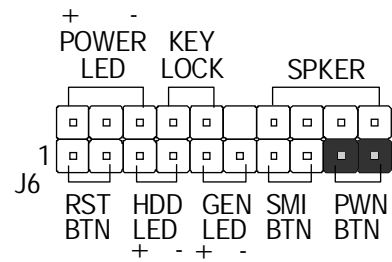 + -
POWER KEY
LED LOCK SPKER
1
J6
RST HDD GEN SMI PWN
BTN LED LED BTN BTN
+ - + -